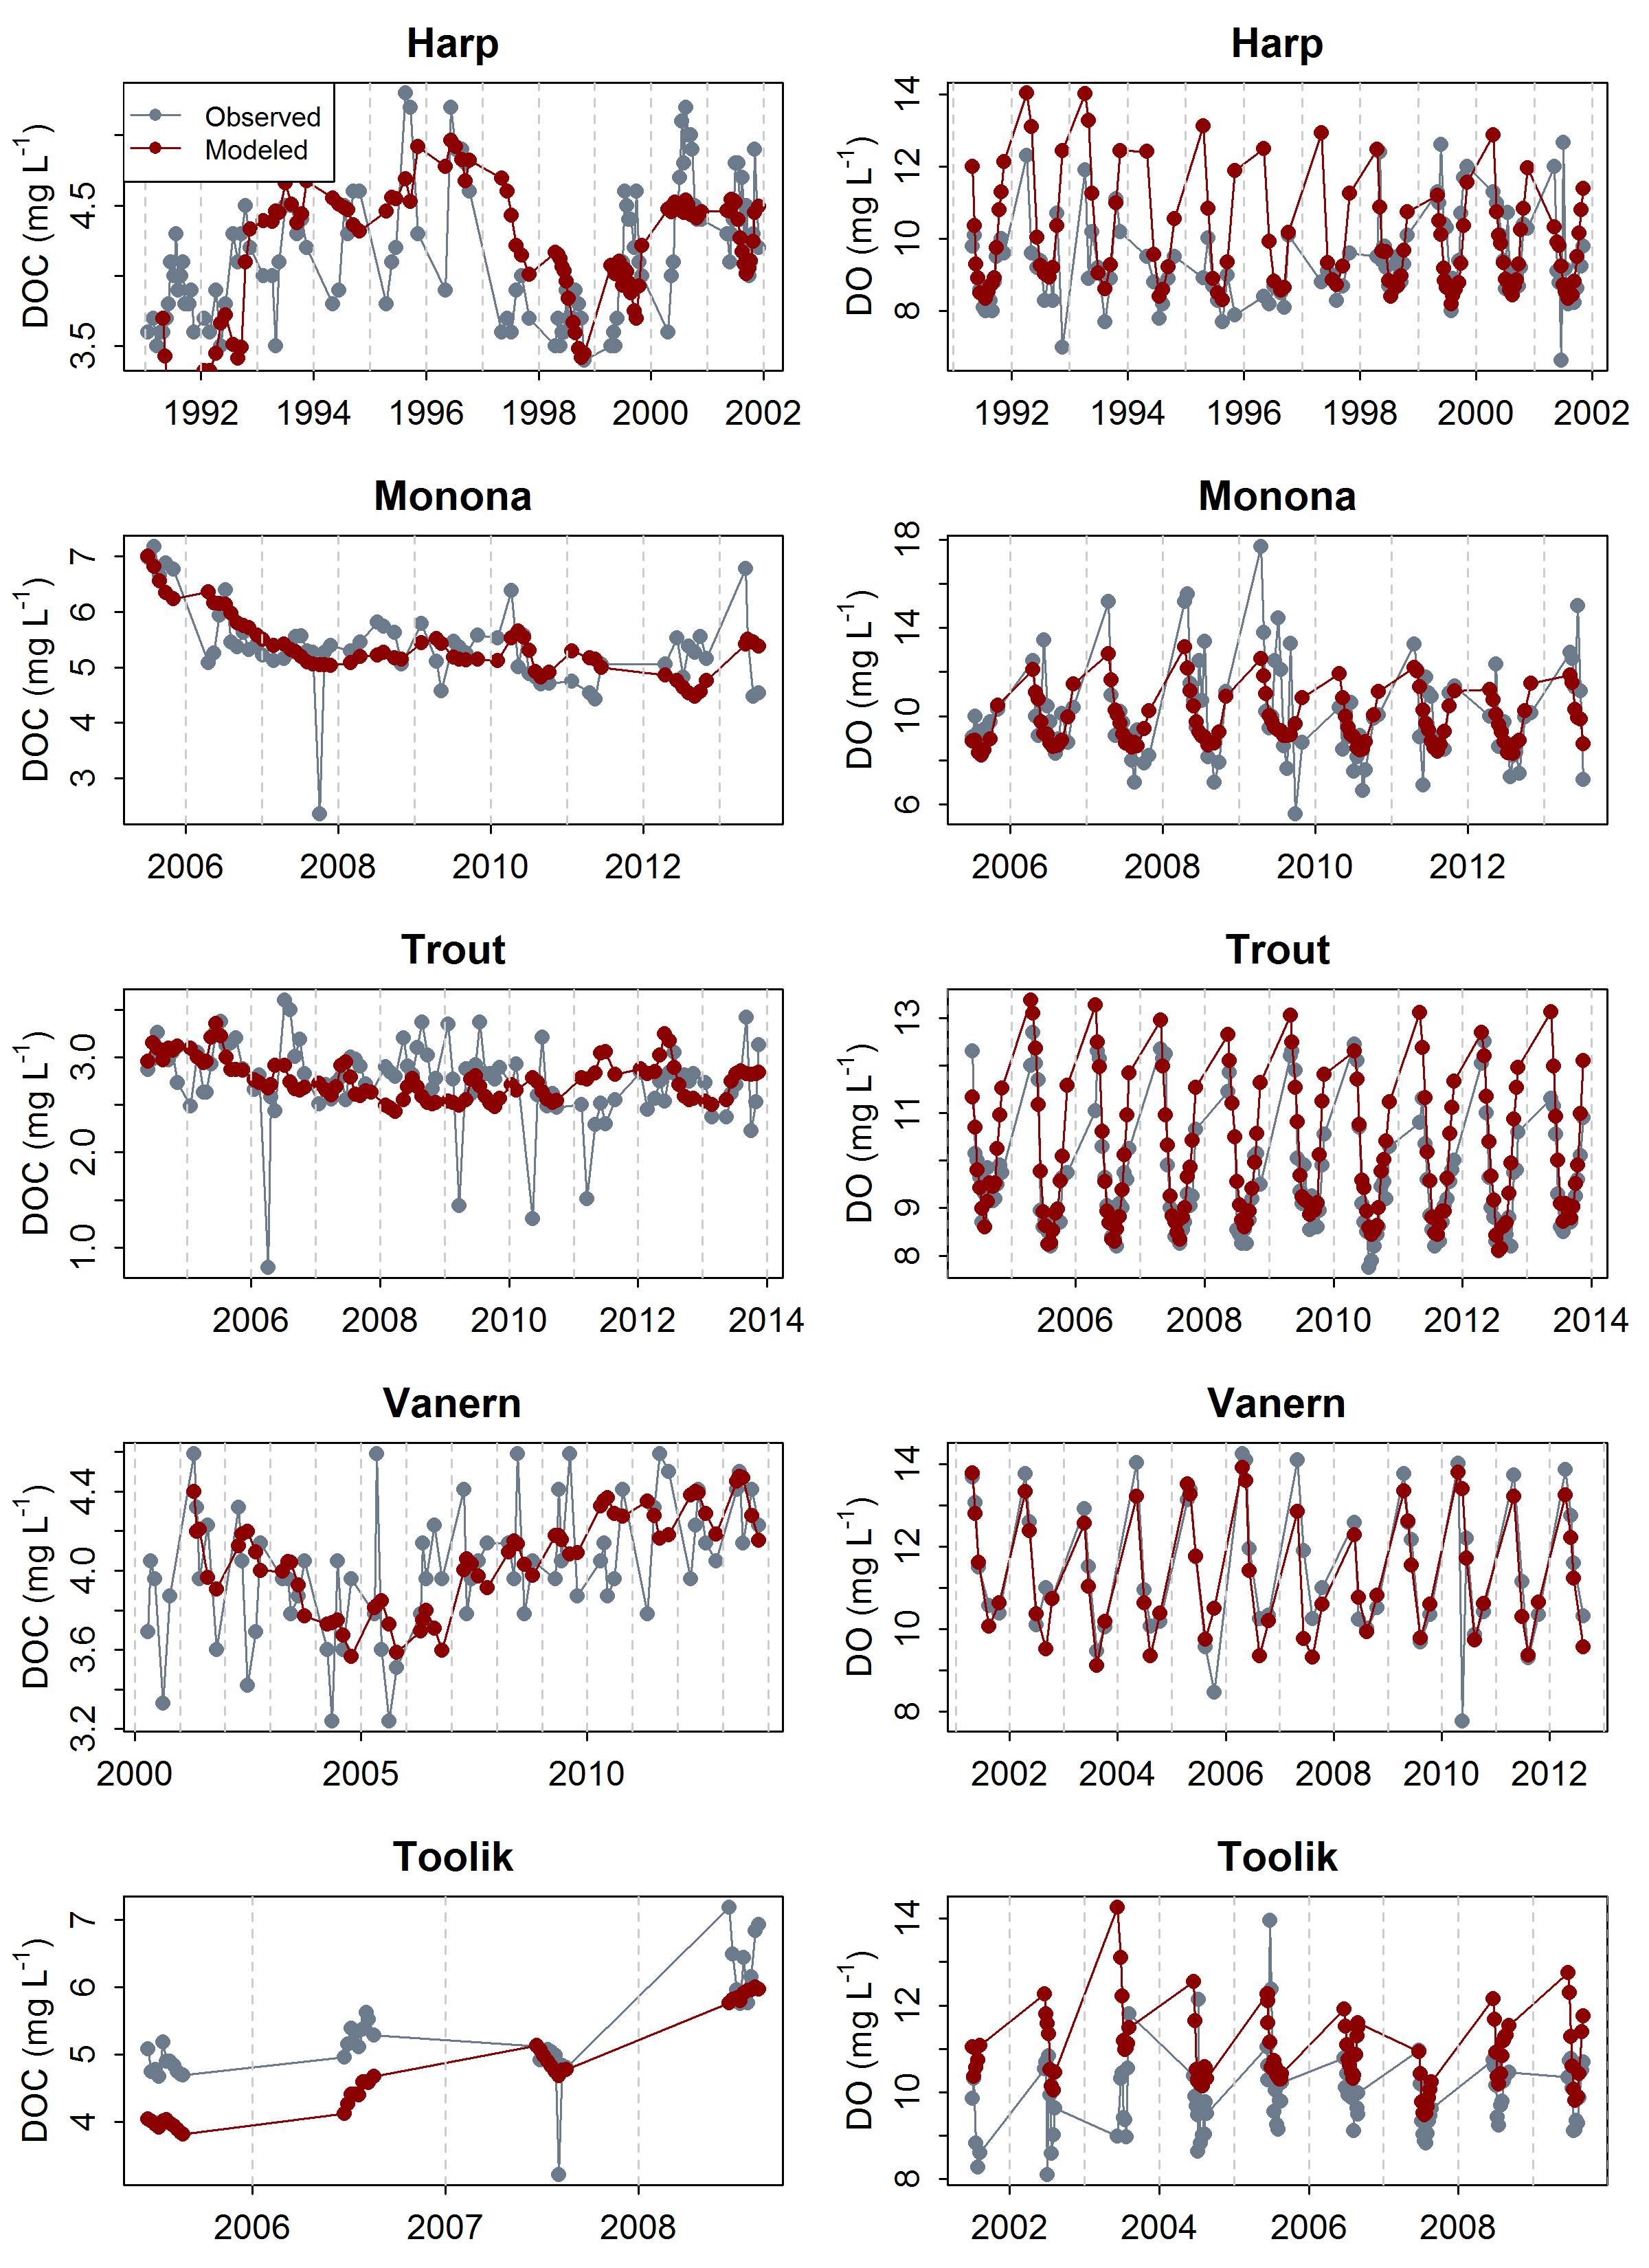 Harp
Harp
Observed
Modeled
DOC (mg L-1)
3.5 4.5
1992 1994 1996 1998 2000 2002
DO (mg L-1)
8 10 12 14
1992 1994 1996 1998 2000 2002
Monona
Monona
DOC (mg L-1)
3 4 5 6 7
2006 2008 2010 2012
DO (mg L-1)
6 10 14 18
2006 2008 2010 2012
Trout
Trout
DOC (mg L-1)
1.0 2.0 3.0
2006 2008 2010 2012 2014
DO (mg L-1)
8 9 11 13
2006 2008 2010 2012 2014
Vanern
Vanern
DOC (mg L-1)
3.2 3.6 4.0 4.4
2000 2005 2010
DO (mg L-1)
8 10 12 14
2002 2004 2006 2008 2010 2012
Toolik
Toolik
DOC (mg L-1)
4 5 6 7
2006 2007 2008
DO (mg L-1)
8 10 12 14
2002 2004 2006 2008